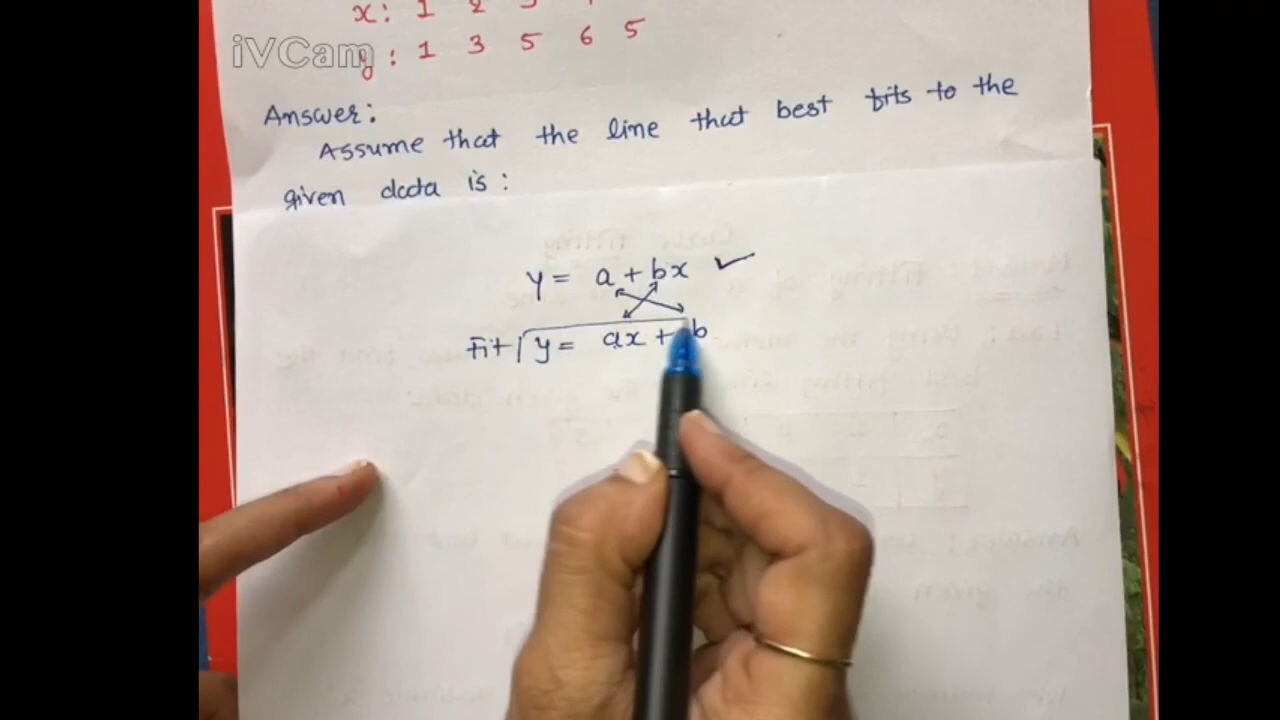 x: 1 2 3
iVCam
y: 1 3 5 6 5
Answer:
Assume that the line that best fits to the
given data is:
y = a + bx ✓
Fit y = ax + b